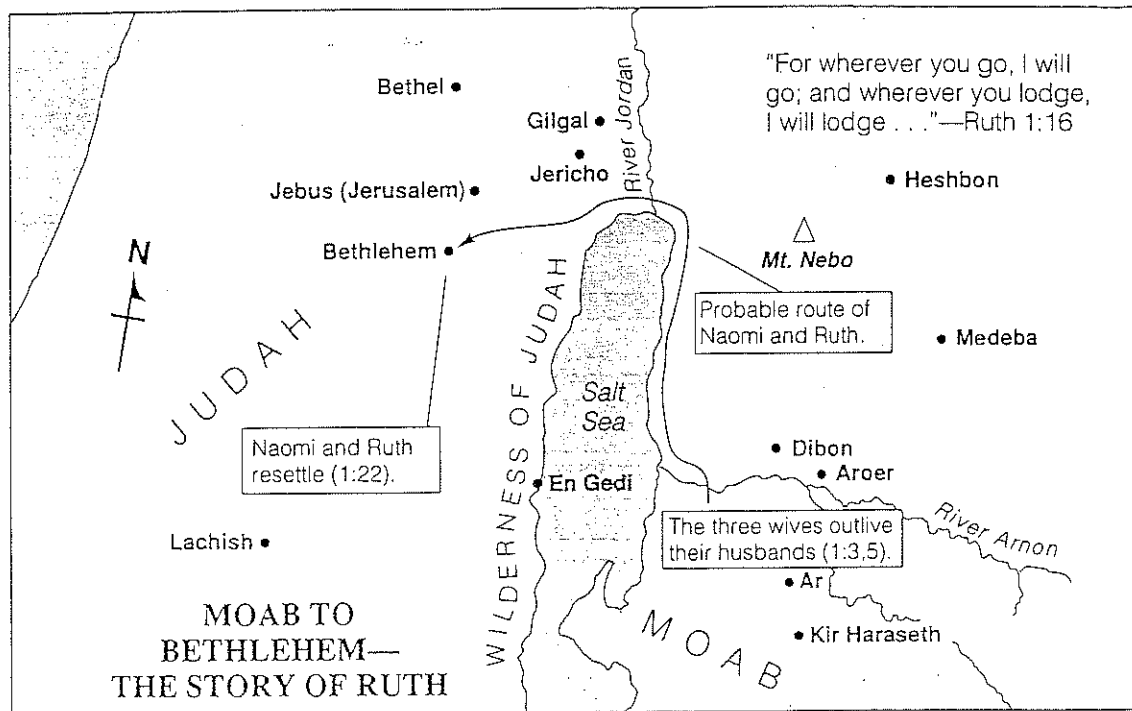 "For wherever you go, I will
go; and wherever you lodge,
I will lodge . . ."—Ruth 1:16
Bethel
Gilgal
Jericho
River Jordan
Heshbon
Jebus (Jerusalem)
Bethlehem
Mt. Nebo
N
Probable route of
Naomi and Ruth.
Medeba
JUDAH
WILDERNESS OF JUDAH
Salt
Sea
Naomi and Ruth
resettle (1:22).
Dibon
Aroer
En Gedi
River Arnon
The three wives outlive
their husbands (1:3,5).
Lachish
Ar
Kir Haraseth
MOAB
MOAB TO
BETHLEHEM—
THE STORY OF RUTH